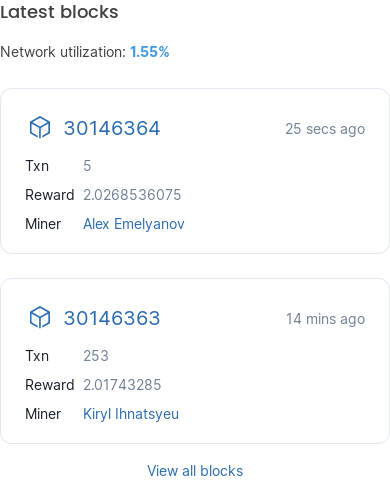 Latest blocks
Network utilization: 1.55%
30146364 25 secs ago
Txn 5
Reward 2.0268536075
Miner Alex Emelyanov
30146363 14 mins ago
Txn 253
Reward 2.01743285
Miner Kiryl Ihnatsyeu
View all blocks